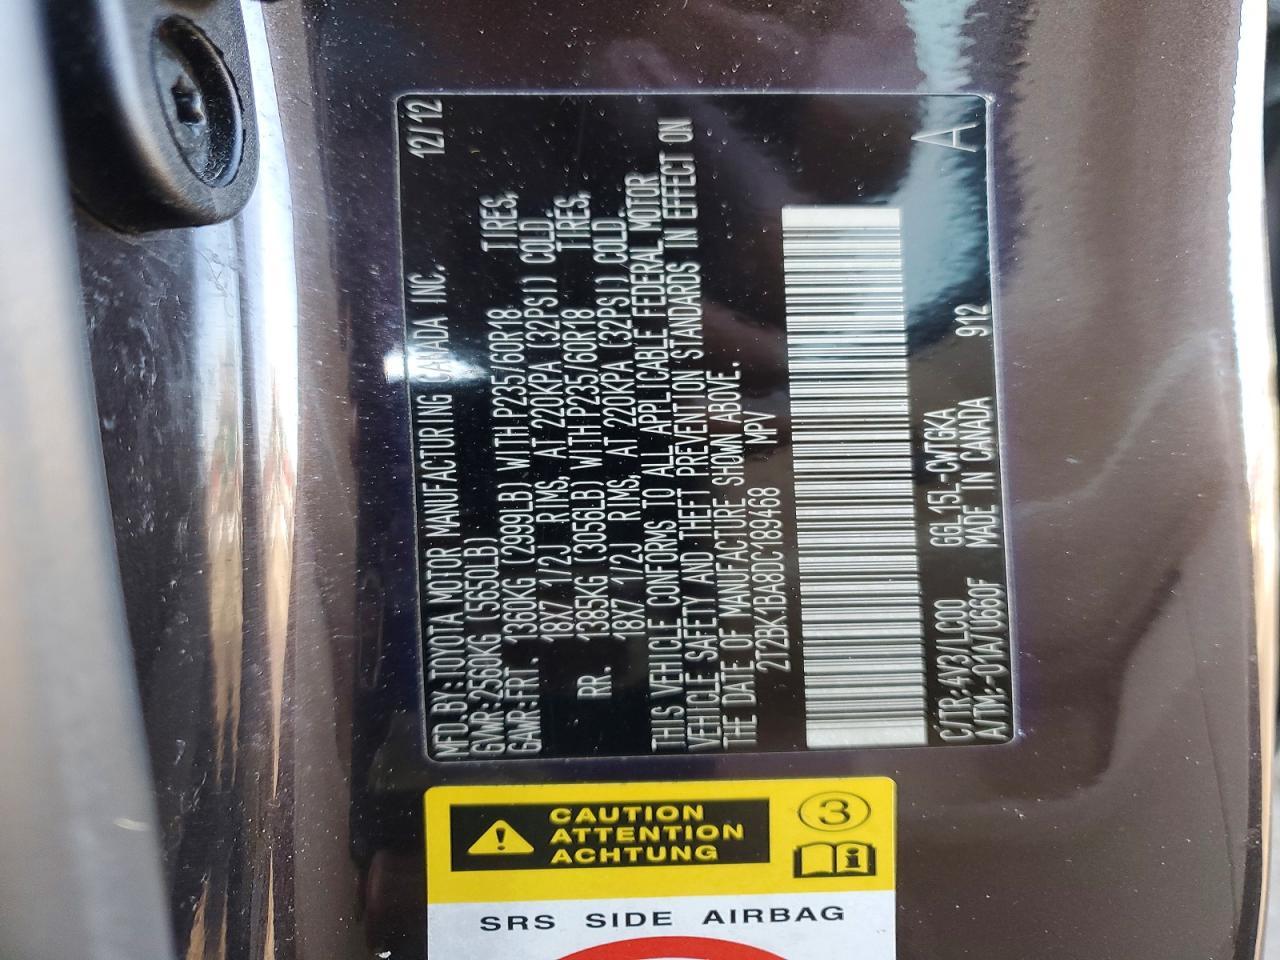 MFD.BY:TOYOTA MOTOR MANUFACTURING CANADA INC. 12/12
GVWR:2560KG (5650LB)
GAWR:FRT. 1360KG (2999LB) WITH P235/60R18 TIRES,
18X7 1/2J RIMS, AT 220KPA (32PSI) COLD.
RR. 1385KG (3056LB) WITH P235/60R18 TIRES,
18X7 1/2J RIMS, AT 220KPA (32PSI) COLD.
THIS VEHICLE CONFORMS TO ALL APPLICABLE FEDERAL MOTOR
VEHICLE SAFETY AND THEFT PREVENTION STANDARDS IN EFFECT ON
THE DATE OF MANUFACTURE SHOWN ABOVE.
2T2BK1BA8DC189468 MPV
C/TR:4V3/LC00 GGL15L-CWTGKA 912 A
A/TM:-01A/U660F MADE IN CANADA
CAUTION
ATTENTION
ACHTUNG
3
i
SRS SIDE AIRBAG